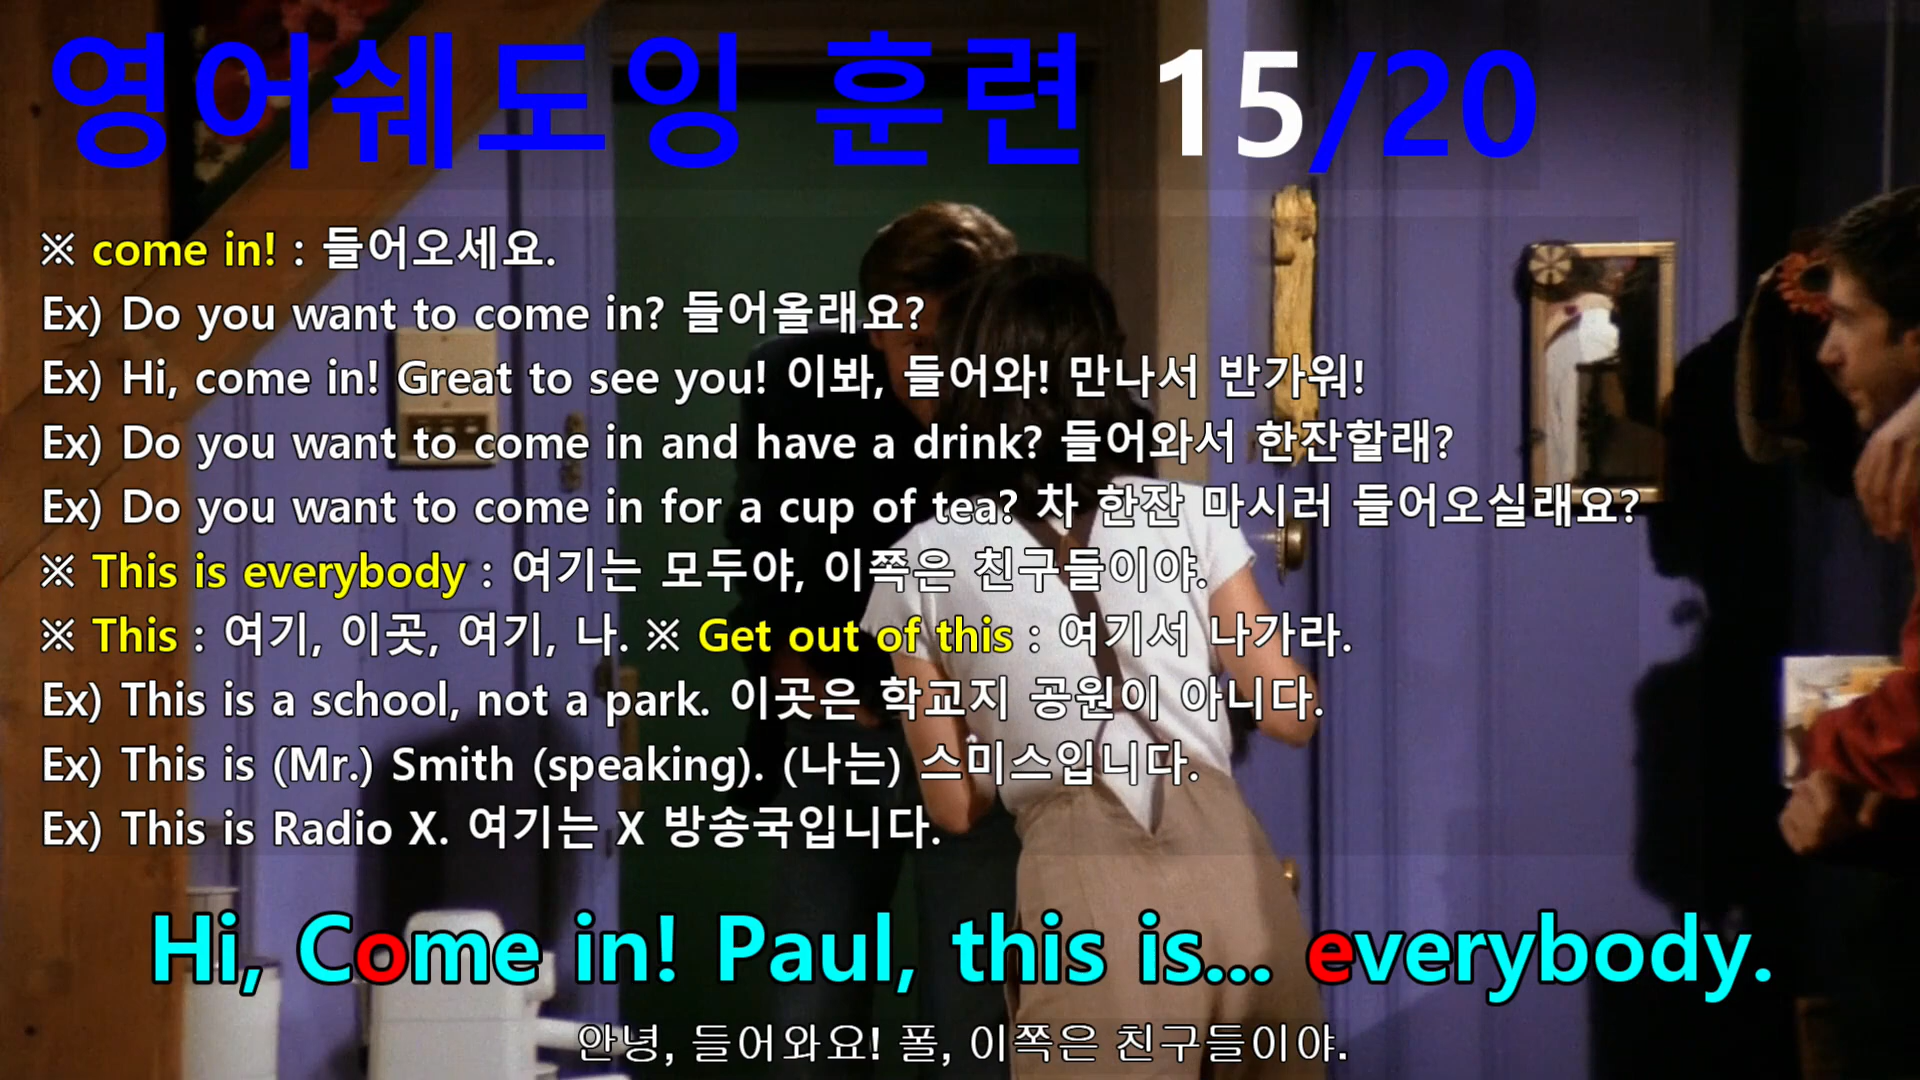 영어쉐도잉 훈련 15/20
※ come in! : 들어오세요.
Ex) Do you want to come in? 들어올래요?
Ex) Hi, come in! Great to see you! 이봐, 들어와! 만나서 반가워!
Ex) Do you want to come in and have a drink? 들어와서 한잔할래?
Ex) Do you want to come in for a cup of tea? 차 한잔 마시러 들어오실래요?
※ This is everybody : 여기는 모두야, 이쪽은 친구들이야.
※ This : 여기, 이곳, 여기, 나. ※ Get out of this : 여기서 나가라.
Ex) This is a school, not a park. 이곳은 학교지 공원이 아니다.
Ex) This is (Mr.) Smith (speaking). (나는) 스미스입니다.
Ex) This is Radio X. 여기는 X 방송국입니다.
Hi, Come in! Paul, this is... everybody.
안녕, 들어와요! 폴, 이쪽은 친구들이야.